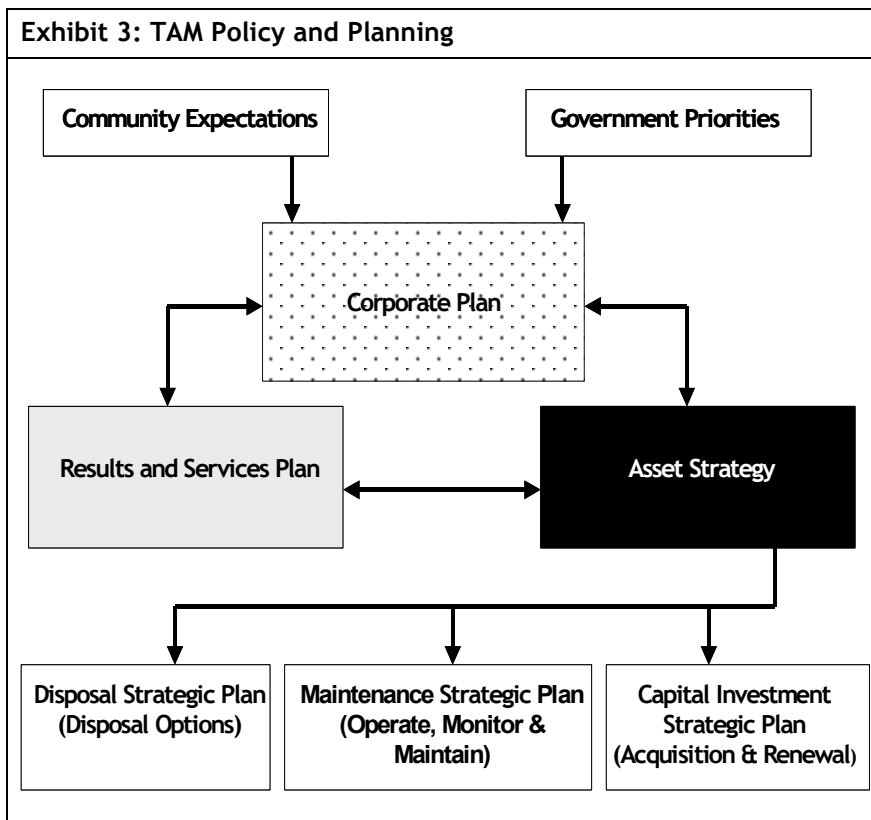 Exhibit 3: TAM Policy and Planning
Community Expectations
Government Priorities
Corporate Plan
Results and Services Plan
Asset Strategy
Disposal Strategic Plan
(Disposal Options)
Maintenance Strategic Plan
(Operate, Monitor &
Maintain)
Capital Investment
Strategic Plan
(Acquisition & Renewal)